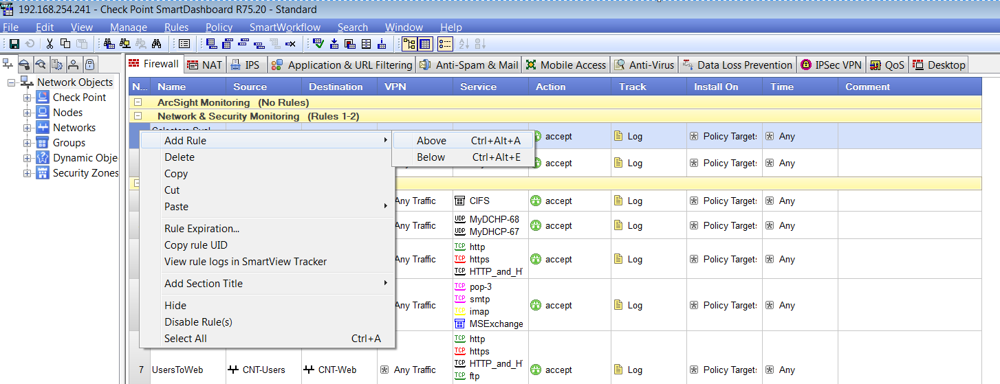 192.168.254.241 - Check Point SmartDashboard R75.20 - Standard
File Edit View Manage Rules Policy SmartWorkflow Search Window Help
Firewall NAT IPS Application & URL Filtering Anti-Spam & Mail Mobile Access Anti-Virus Data Loss Prevention IPSec VPN QoS Desktop
Network Objects
Check Point
Nodes
Networks
Groups
Dynamic Obje
Security Zones
N... Name Source Destination VPN Service Action Track Install On Time Comment
ArcSight Monitoring (No Rules)
Network & Security Monitoring (Rules 1-2)
accept Log Policy Targets Any
accept Log Policy Targets Any
Add Rule
Above Ctrl+Alt+A
Below Ctrl+Alt+E
Delete
Copy
Cut
Paste
Rule Expiration...
Copy rule UID
View rule logs in SmartView Tracker
Add Section Title
Hide
Disable Rule(s)
Select All Ctrl+A
Any Traffic CIFS accept Log Policy Targets Any
Any Traffic MyDCHP-68 accept Log Policy Targets Any
MyDHCP-67
http
Any Traffic https accept Log Policy Targets Any
HTTP_and_H
pop-3
smtp
Any Traffic imap accept Log Policy Targets Any
MSExchange
http
https
HTTP_and_H
7 UsersToWeb CNT-Users CNT-Web Any Traffic ftp accept Log Policy Targets Any